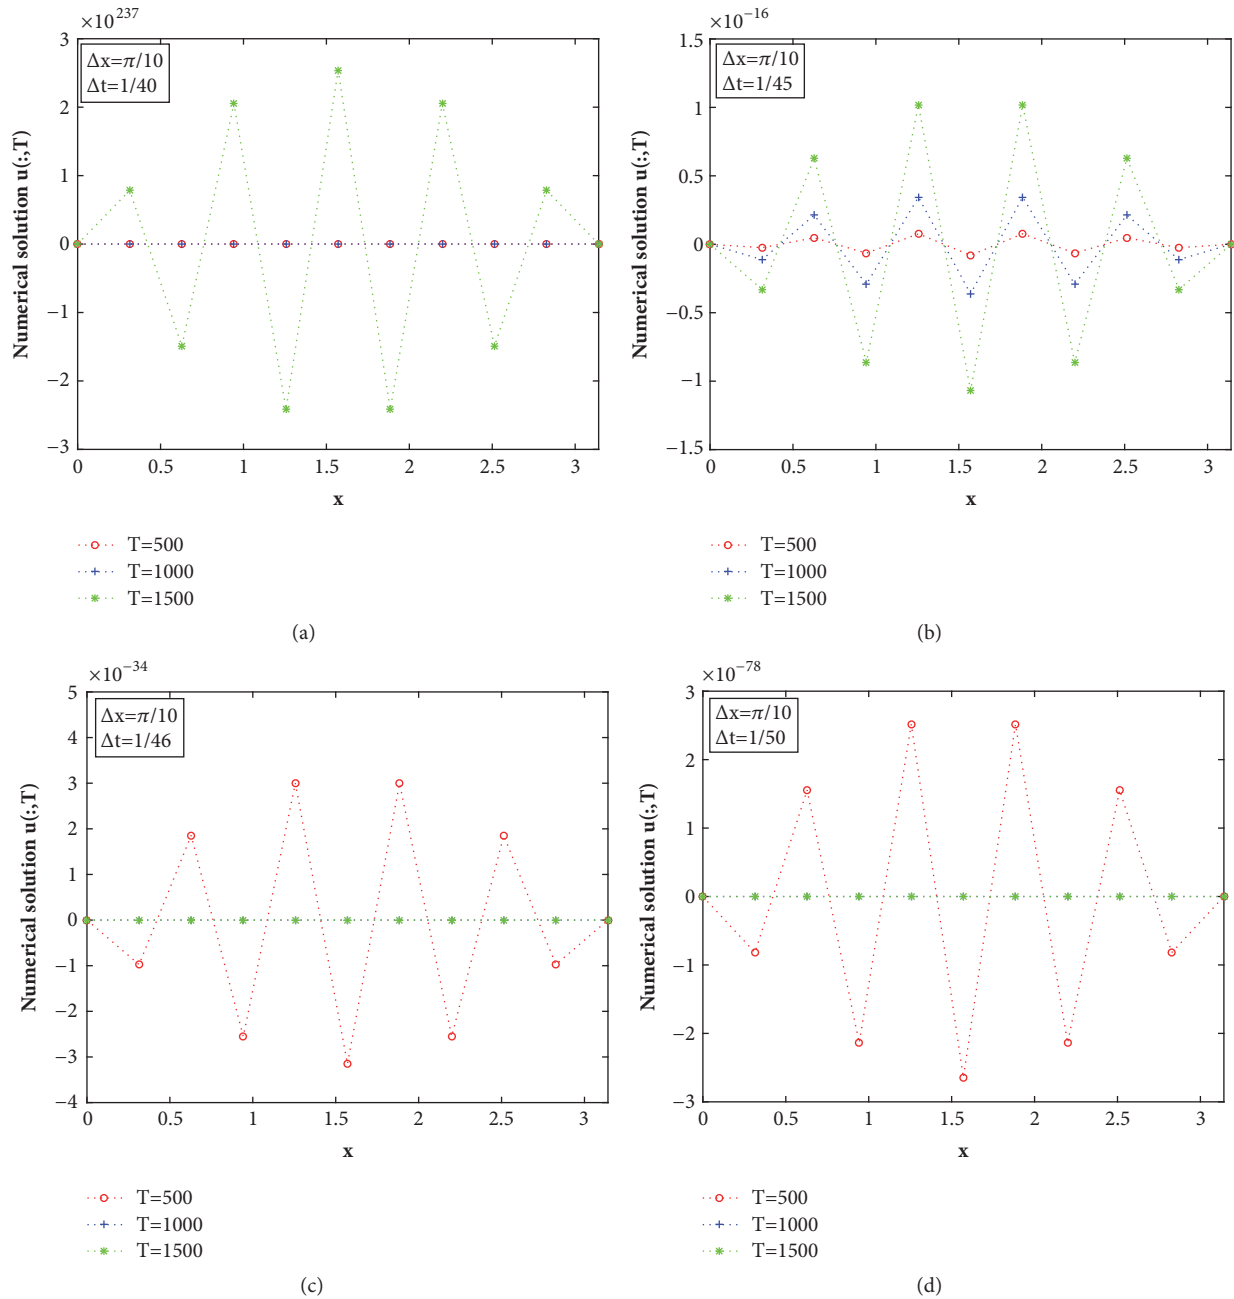 ×10^237
Δx=π/10
Δt=1/40
3
2
1
0
−1
−2
−3
Numerical solution u(:,T)
0 0.5 1 1.5 2 2.5 3
x
T=500
T=1000
T=1500
(a)
×10^−16
Δx=π/10
Δt=1/45
1.5
1
0.5
0
−0.5
−1
−1.5
Numerical solution u(:,T)
0 0.5 1 1.5 2 2.5 3
x
T=500
T=1000
T=1500
(b)
×10^−34
Δx=π/10
Δt=1/46
5
4
3
2
1
0
−1
−2
−3
−4
Numerical solution u(:,T)
0 0.5 1 1.5 2 2.5 3
x
T=500
T=1000
T=1500
(c)
×10^−78
Δx=π/10
Δt=1/50
3
2
1
0
−1
−2
−3
Numerical solution u(:,T)
0 0.5 1 1.5 2 2.5 3
x
T=500
T=1000
T=1500
(d)